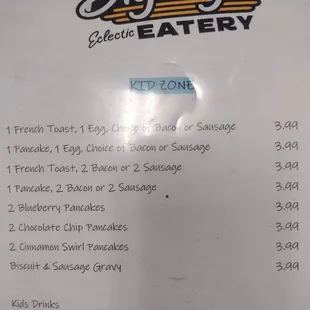 Eclectic EATERY
KID ZONE
1 French Toast, 1 Egg, Choice of Bacon or Sausage 3.99
1 Pancake, 1 Egg, Choice of Bacon or Sausage 3.99
1 French Toast, 2 Bacon or 2 Sausage 3.99
1 Pancake, 2 Bacon or 2 Sausage 3.99
2 Blueberry Pancakes 3.99
2 Chocolate Chip Pancakes 3.99
2 Cinnamon Swirl Pancakes 3.99
Biscuit & Sausage Gravy 3.99
Kids Drinks